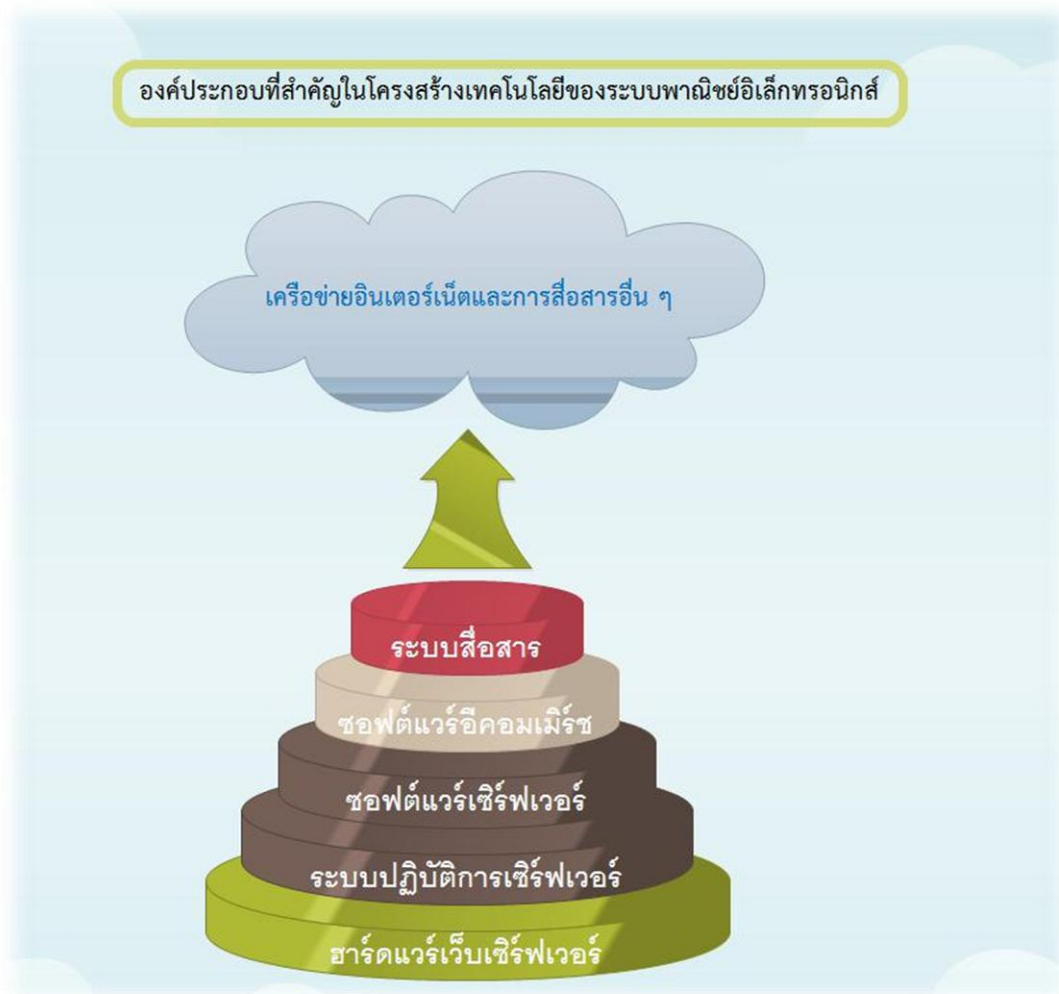 องค์ประกอบที่สำคัญในโครงสร้างเทคโนโลยีของระบบพาณิชย์อิเล็กทรอนิกส์
เครือข่ายอินเตอร์เน็ตและการสื่อสารอื่น ๆ
ระบบสื่อสาร
ซอฟต์แวร์อีคอมเมิร์ช
ซอฟต์แวร์เซิร์ฟเวอร์
ระบบปฏิบัติการเซิร์ฟเวอร์
ฮาร์ดแวร์เว็บเซิร์ฟเวอร์